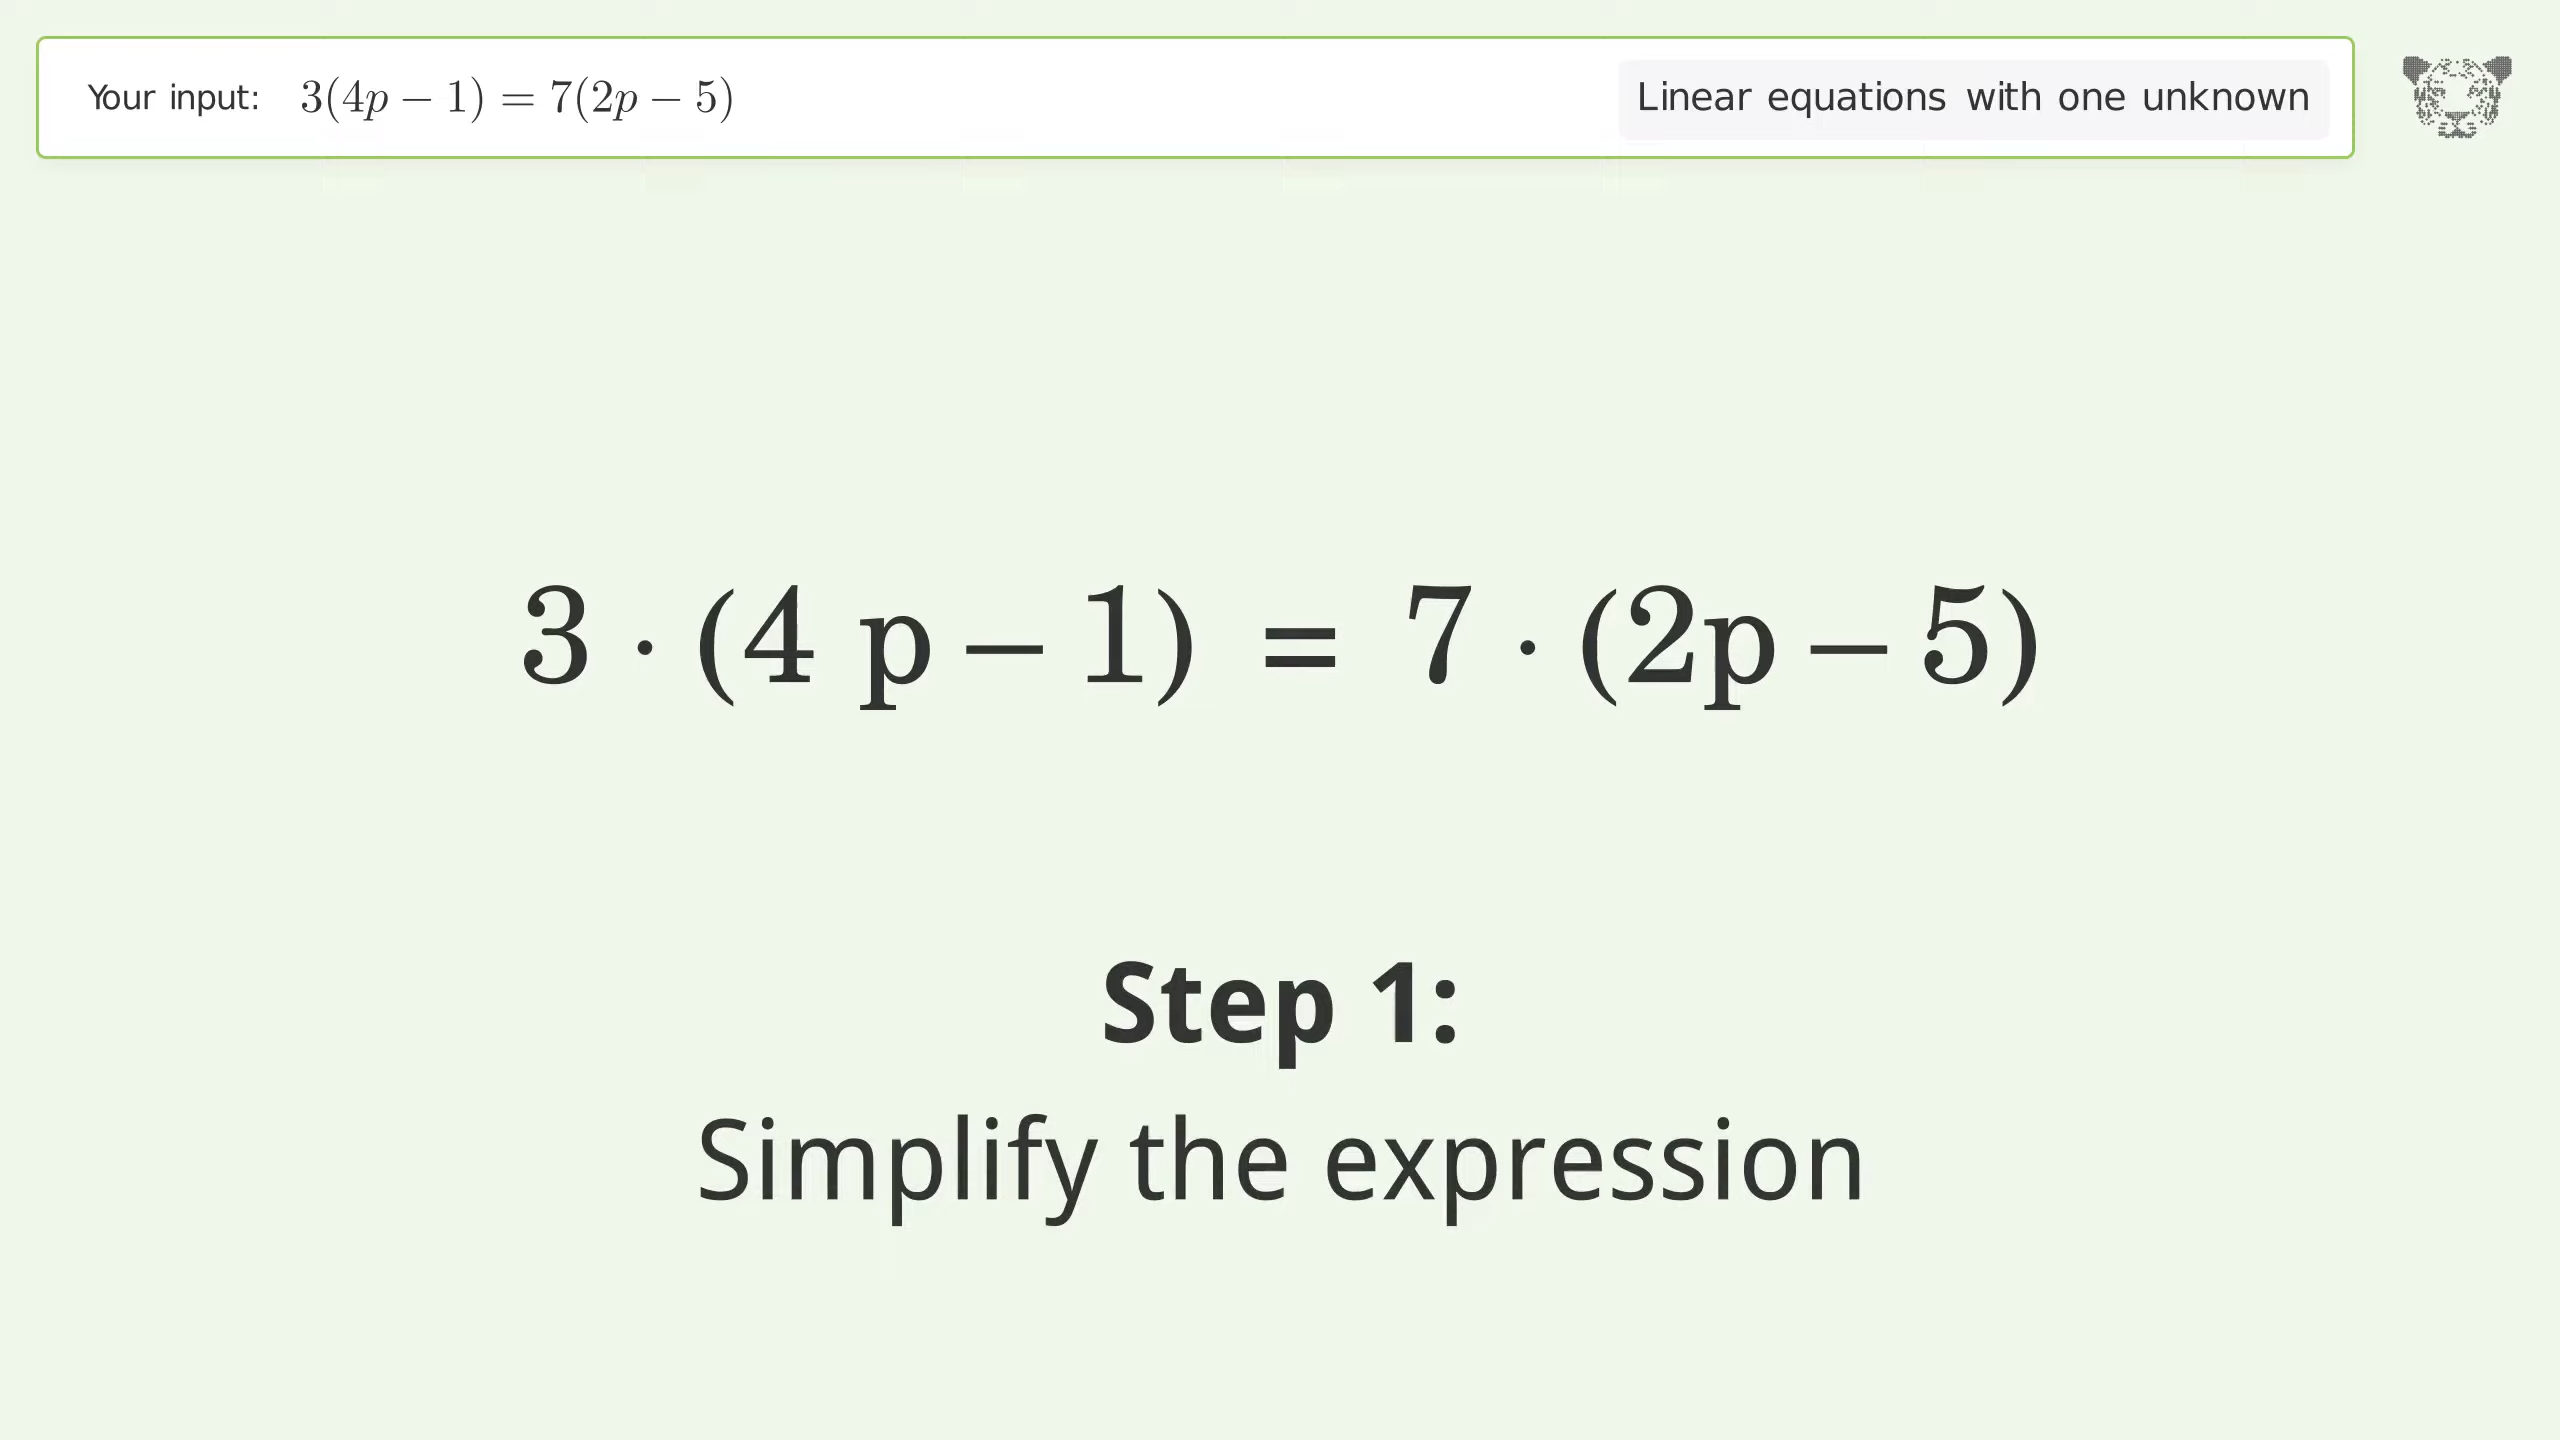 Your input: 3(4p − 1) = 7(2p − 5)
Linear equations with one unknown
3 · (4 p − 1) = 7 · (2p − 5)
Step 1:
Simplify the expression